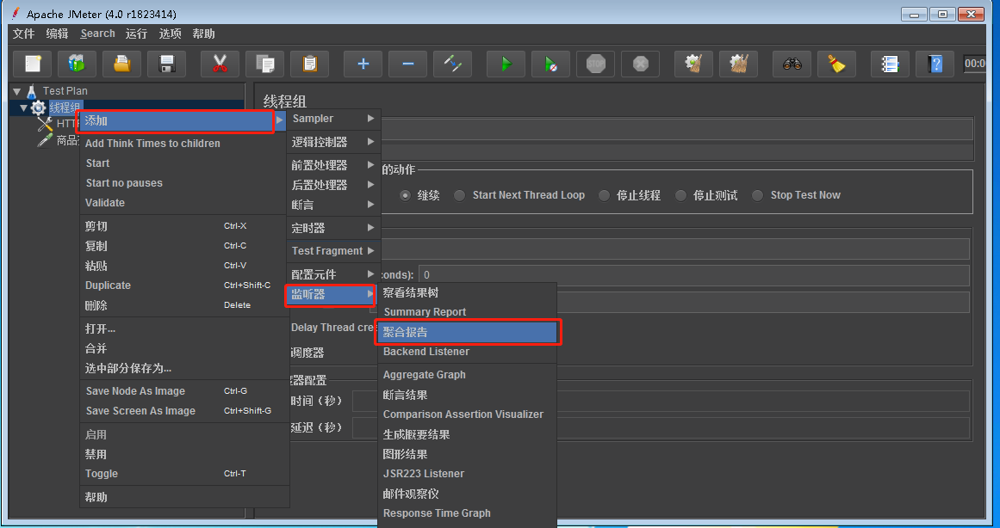 Apache JMeter (4.0 r1823414)
文件 编辑 Search 运行 选项 帮助
STOP
00:0
Test Plan
线程组
HTT
商品
线程组
的动作
继续 Start Next Thread Loop 停止线程 停止测试 Stop Test Now
conds): 0
Delay Thread cre
调度器
器配置
时间（秒）
延迟（秒）
添加
Add Think Times to children
Start
Start no pauses
Validate
剪切 Ctrl-X
复制 Ctrl-C
粘贴 Ctrl-V
Duplicate Ctrl+Shift-C
删除 Delete
打开...
合并
选中部分保存为...
Save Node As Image Ctrl-G
Save Screen As Image Ctrl+Shift-G
启用
禁用
Toggle Ctrl-T
帮助
Sampler
逻辑控制器
前置处理器
后置处理器
断言
定时器
Test Fragment
配置元件
监听器
察看结果树
Summary Report
聚合报告
Backend Listener
Aggregate Graph
断言结果
Comparison Assertion Visualizer
生成概要结果
图形结果
JSR223 Listener
邮件观察仪
Response Time Graph